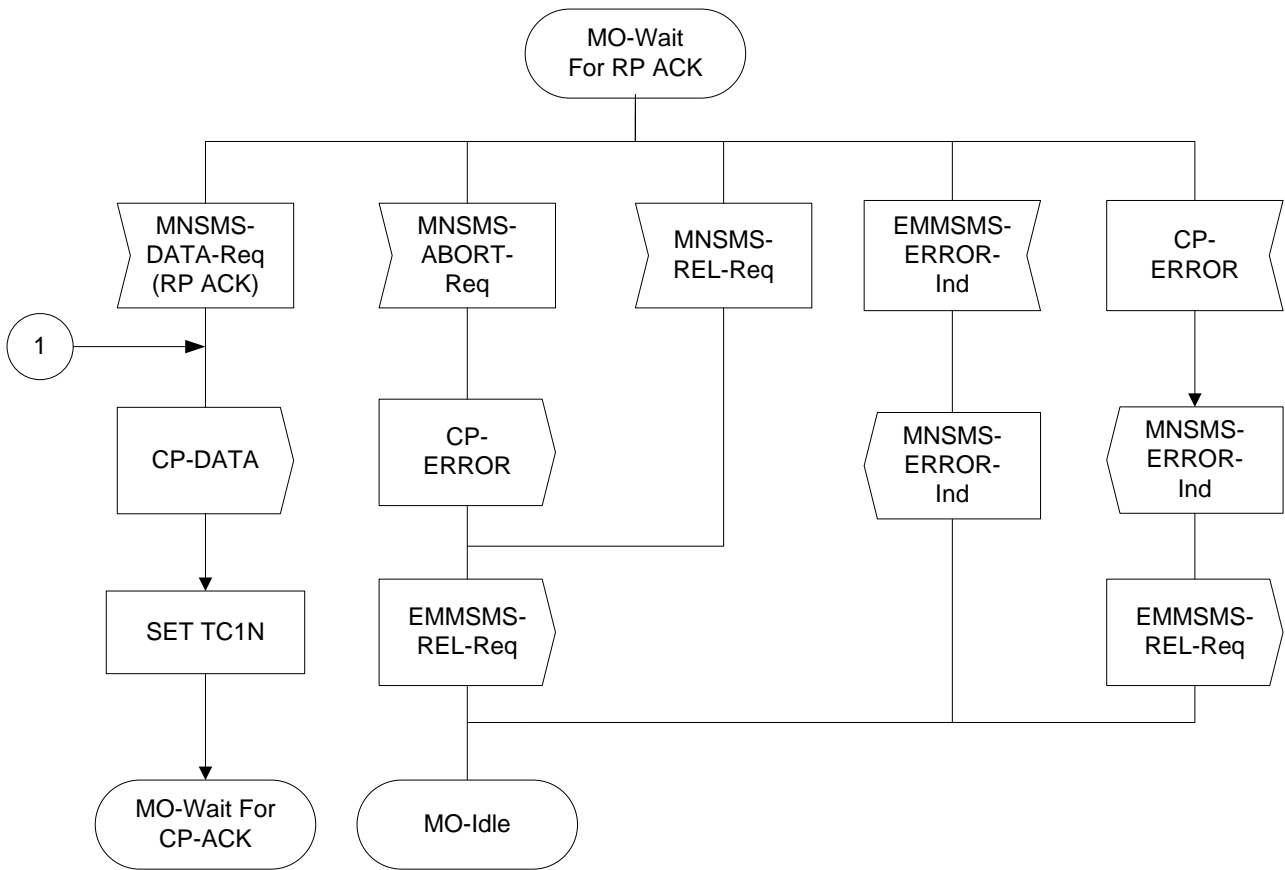 MO-Wait
For RP ACK
MNSMS-
DATA-Req
(RP ACK)
MNSMS-
ABORT-
Req
MNSMS-
REL-Req
EMMSMS-
ERROR-
Ind
CP-
ERROR
1
CP-DATA
CP-
ERROR
MNSMS-
ERROR-
Ind
MNSMS-
ERROR-
Ind
SET TC1N
EMMSMS-
REL-Req
EMMSMS-
REL-Req
MO-Wait For
CP-ACK
MO-Idle